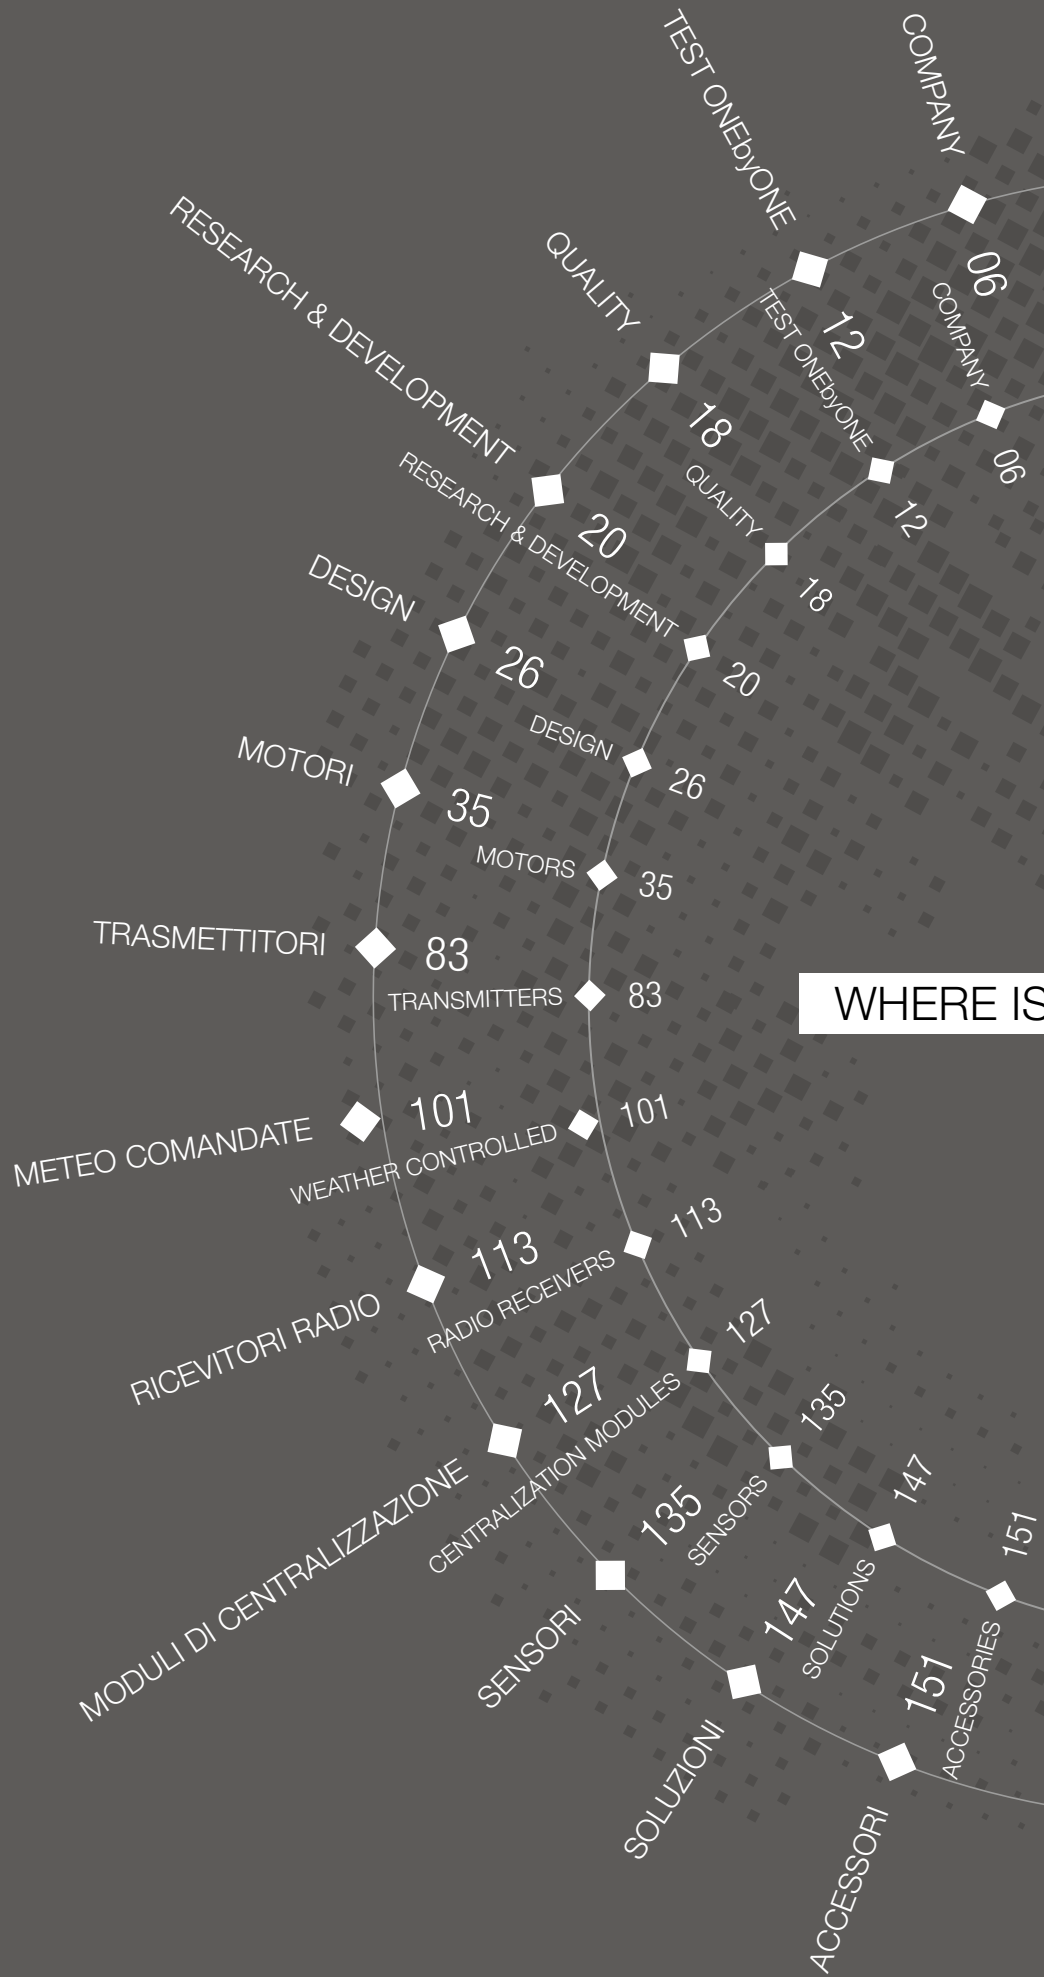 COMPANY
06
TEST ONEbyONE
12
QUALITY
18
RESEARCH & DEVELOPMENT
20
DESIGN
26
MOTORI
35
TRASMETTITORI
83
METEO COMANDATE
101
RICEVITORI RADIO
113
MODULI DI CENTRALIZZAZIONE
127
SENSORI
135
SOLUZIONI
147
ACCESSORI
151
COMPANY
06
TEST ONEbyONE
12
QUALITY
18
RESEARCH & DEVELOPMENT
20
DESIGN
26
MOTORS
35
TRANSMITTERS
83
WEATHER CONTROLLED
101
RADIO RECEIVERS
113
CENTRALIZATION MODULES
127
SENSORS
135
SOLUTIONS
147
ACCESSORIES
151
WHERE IS